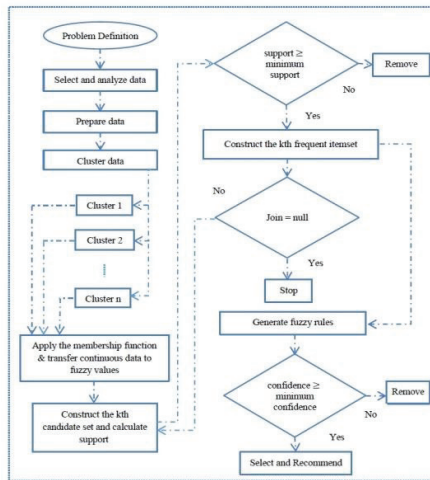 Problem Definition
Select and analyze data
Prepare data
Cluster data
Cluster 1
Cluster 2
Cluster n
Apply the membership function
& transfer continuous data to
fuzzy values
Construct the kth
candidate set and calculate
support
support ≥
minimum
support
No
Remove
Yes
Construct the kth frequent itemset
No
Join = null
Yes
Stop
Generate fuzzy rules
confidence ≥
minimum
confidence
No
Remove
Yes
Select and Recommend